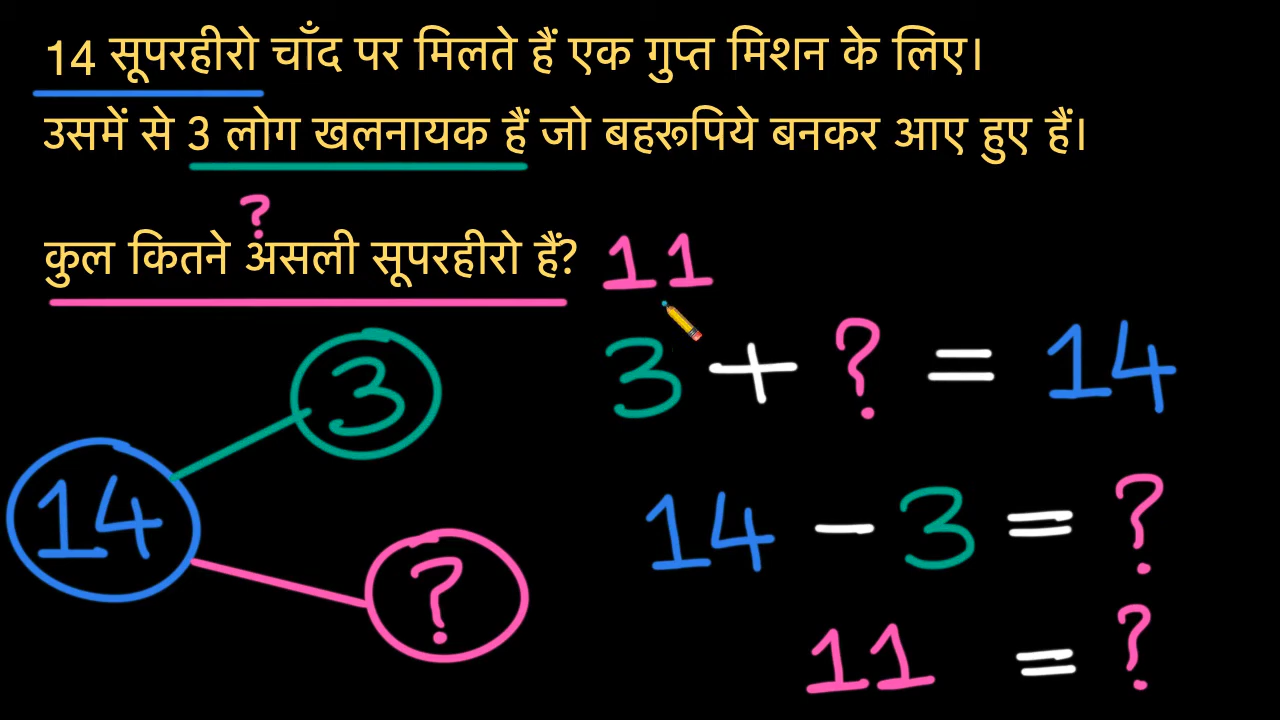 14 सूपरहीरो चाँद पर मिलते हैं एक गुप्त मिशन के लिए।
उसमें से 3 लोग खलनायक हैं जो बहरूपिये बनकर आए हुए हैं।
?
कुल कितने असली सूपरहीरो हैं? 11
3 + ? = 14
3
14
?
14 - 3 = ?
11 = ?